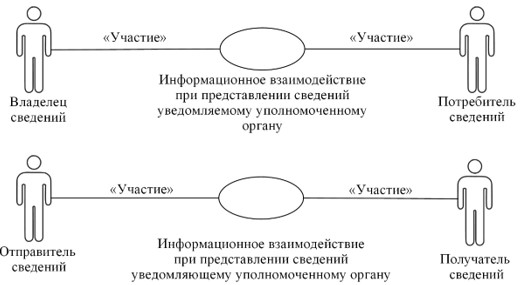 «Участие» «Участие»
Владелец
сведений
Информационное взаимодействие
при представлении сведений
уведомляемому уполномоченному
органу
Потребитель
сведений
«Участие» «Участие»
Отправитель
сведений
Информационное взаимодействие
при представлении сведений
уведомляющему уполномоченному органу
Получатель
сведений